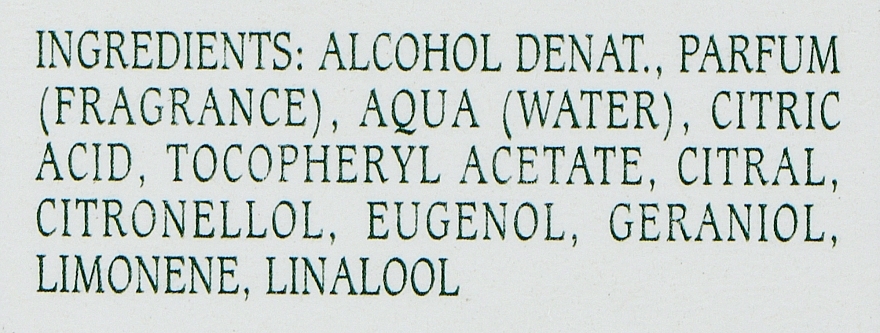 INGREDIENTS: ALCOHOL DENAT., PARFUM
(FRAGRANCE), AQUA (WATER), CITRIC
ACID, TOCOPHERYL ACETATE, CITRAL,
CITRONELLOL, EUGENOL, GERANIOL,
LIMONENE, LINALOOL